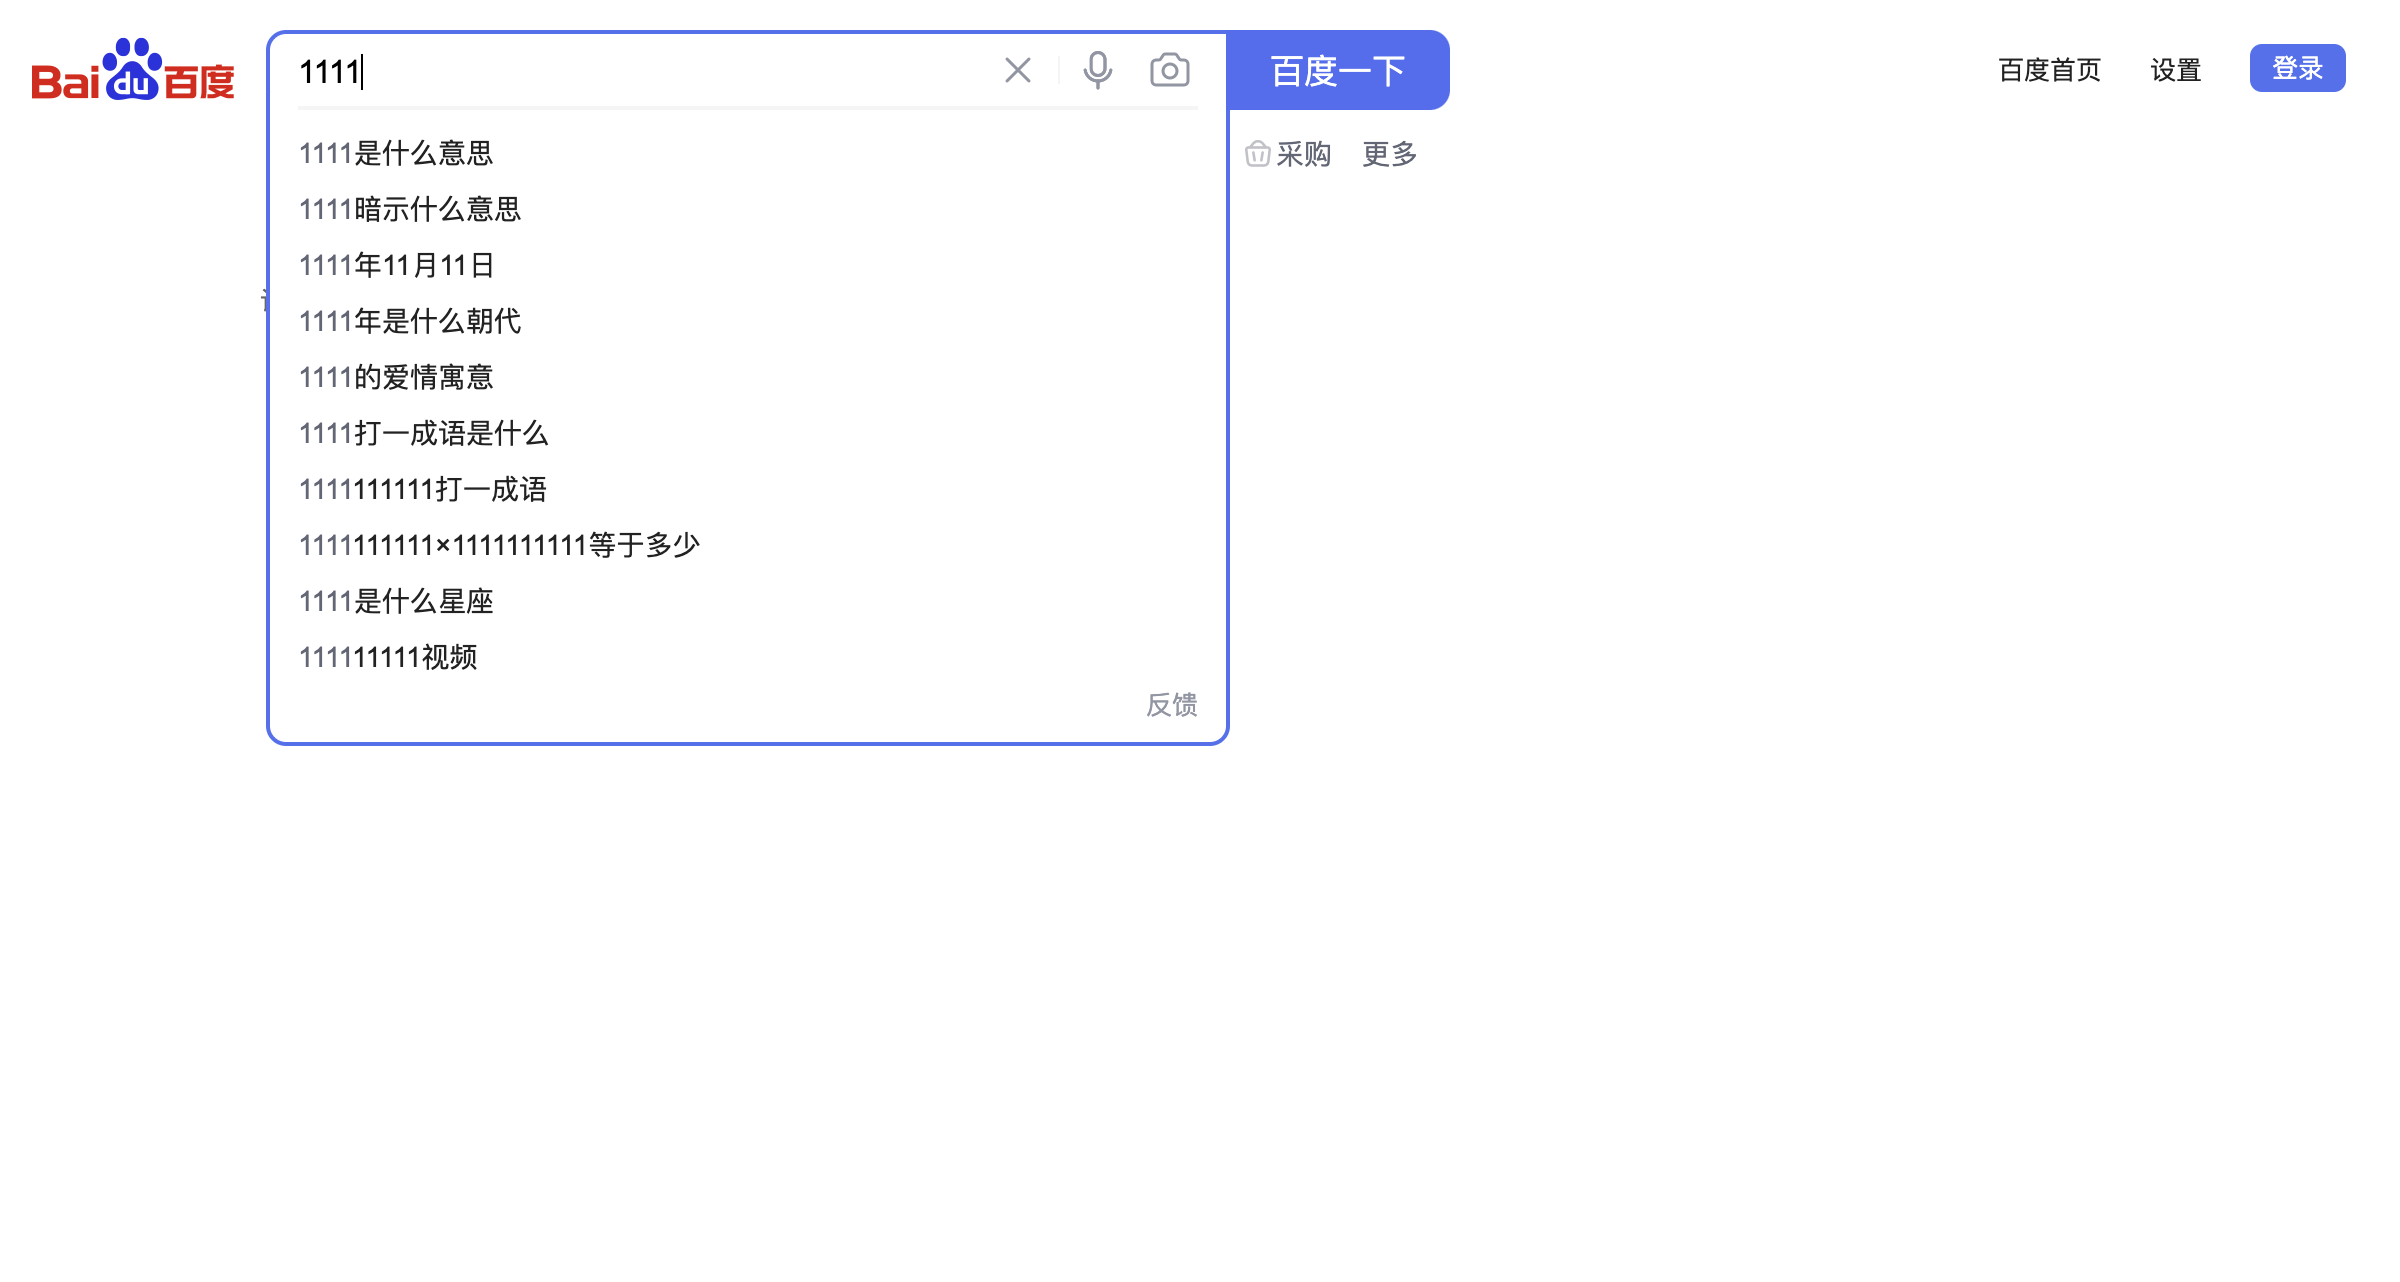 Bai du 百度
1111
百度一下
百度首页 设置 登录
采购 更多
1111是什么意思
1111暗示什么意思
1111年11月11日
1111年是什么朝代
1111的爱情寓意
1111打一成语是什么
1111111111打一成语
1111111111×1111111111等于多少
1111是什么星座
111111111视频
反馈